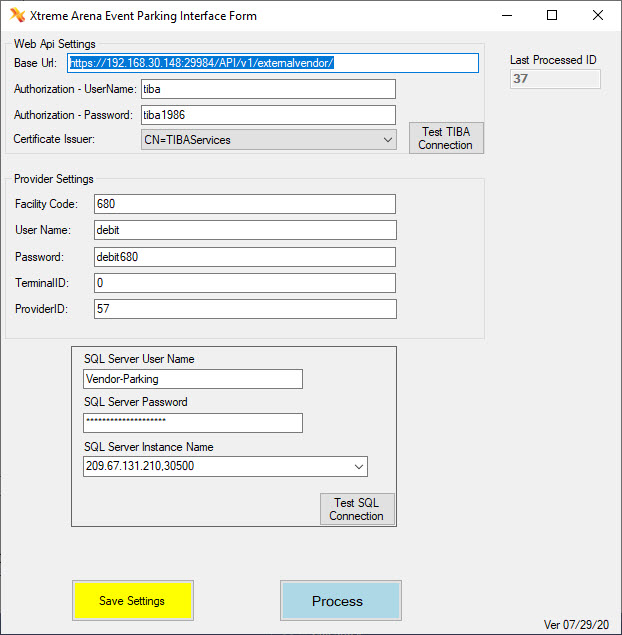 Xtreme Arena Event Parking Interface Form
Web Api Settings
Base Url: https://192.168.30.148:29984/API/v1/externalvendor/
Last Processed ID
37
Authorization - UserName: tiba
Authorization - Password: tiba1986
Certificate Issuer: CN=TIBAServices
Test TIBA
Connection
Provider Settings
Facility Code: 680
User Name: debit
Password: debit680
TerminalID: 0
ProviderID: 57
SQL Server User Name
Vendor-Parking
SQL Server Password
********************
SQL Server Instance Name
209.67.131.210,30500
Test SQL
Connection
Save Settings
Process
Ver 07/29/20